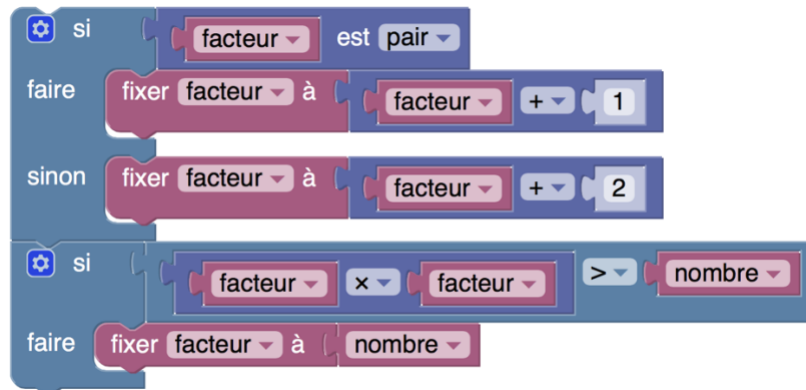 si facteur est pair
faire fixer facteur à facteur + 1
sinon fixer facteur à facteur + 2
si facteur × facteur > nombre
faire fixer facteur à nombre